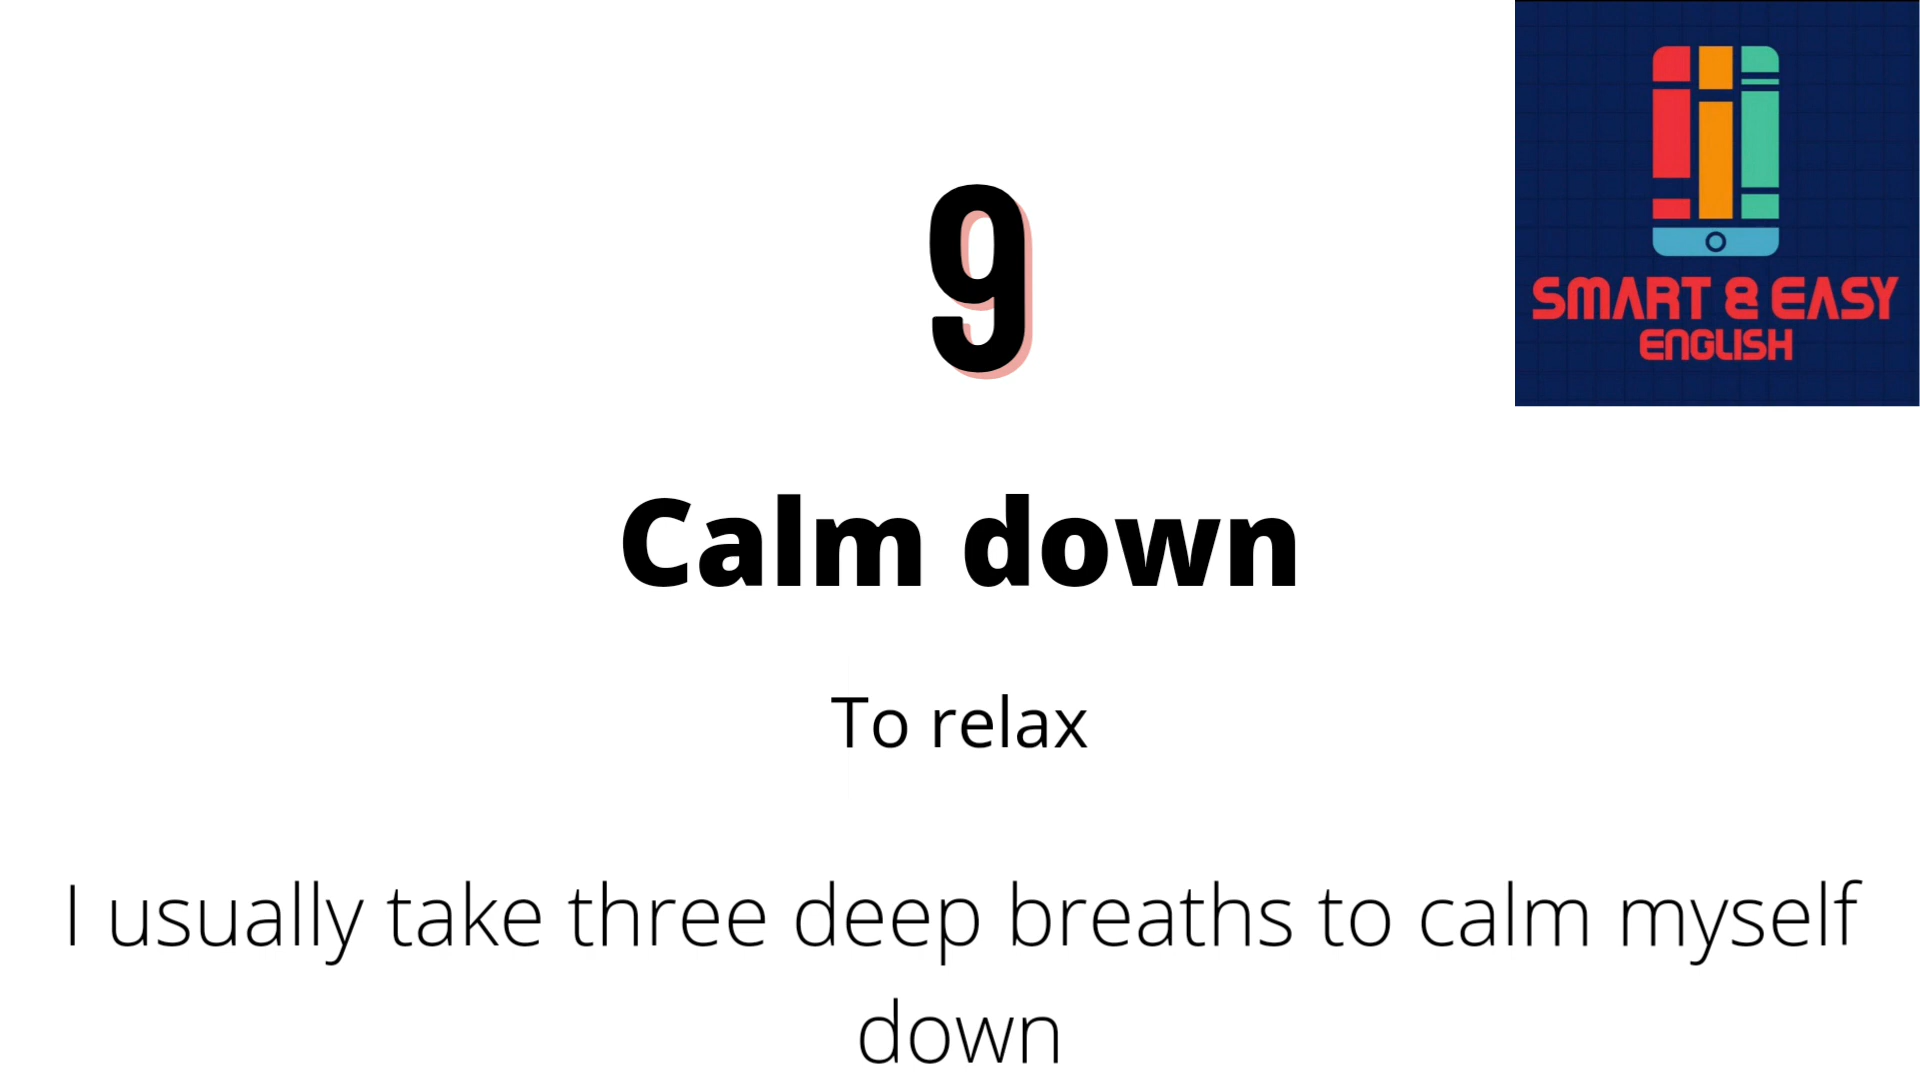 SMART & EASY
ENGLISH
9
Calm down
To relax
I usually take three deep breaths to calm myself
down